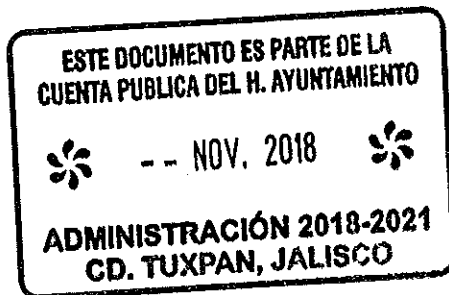 ESTE DOCUMENTO ES PARTE DE LA
CUENTA PUBLICA DEL H. AYUNTAMIENTO
-- NOV. 2018
ADMINISTRACIÓN 2018-2021
CD. TUXPAN, JALISCO